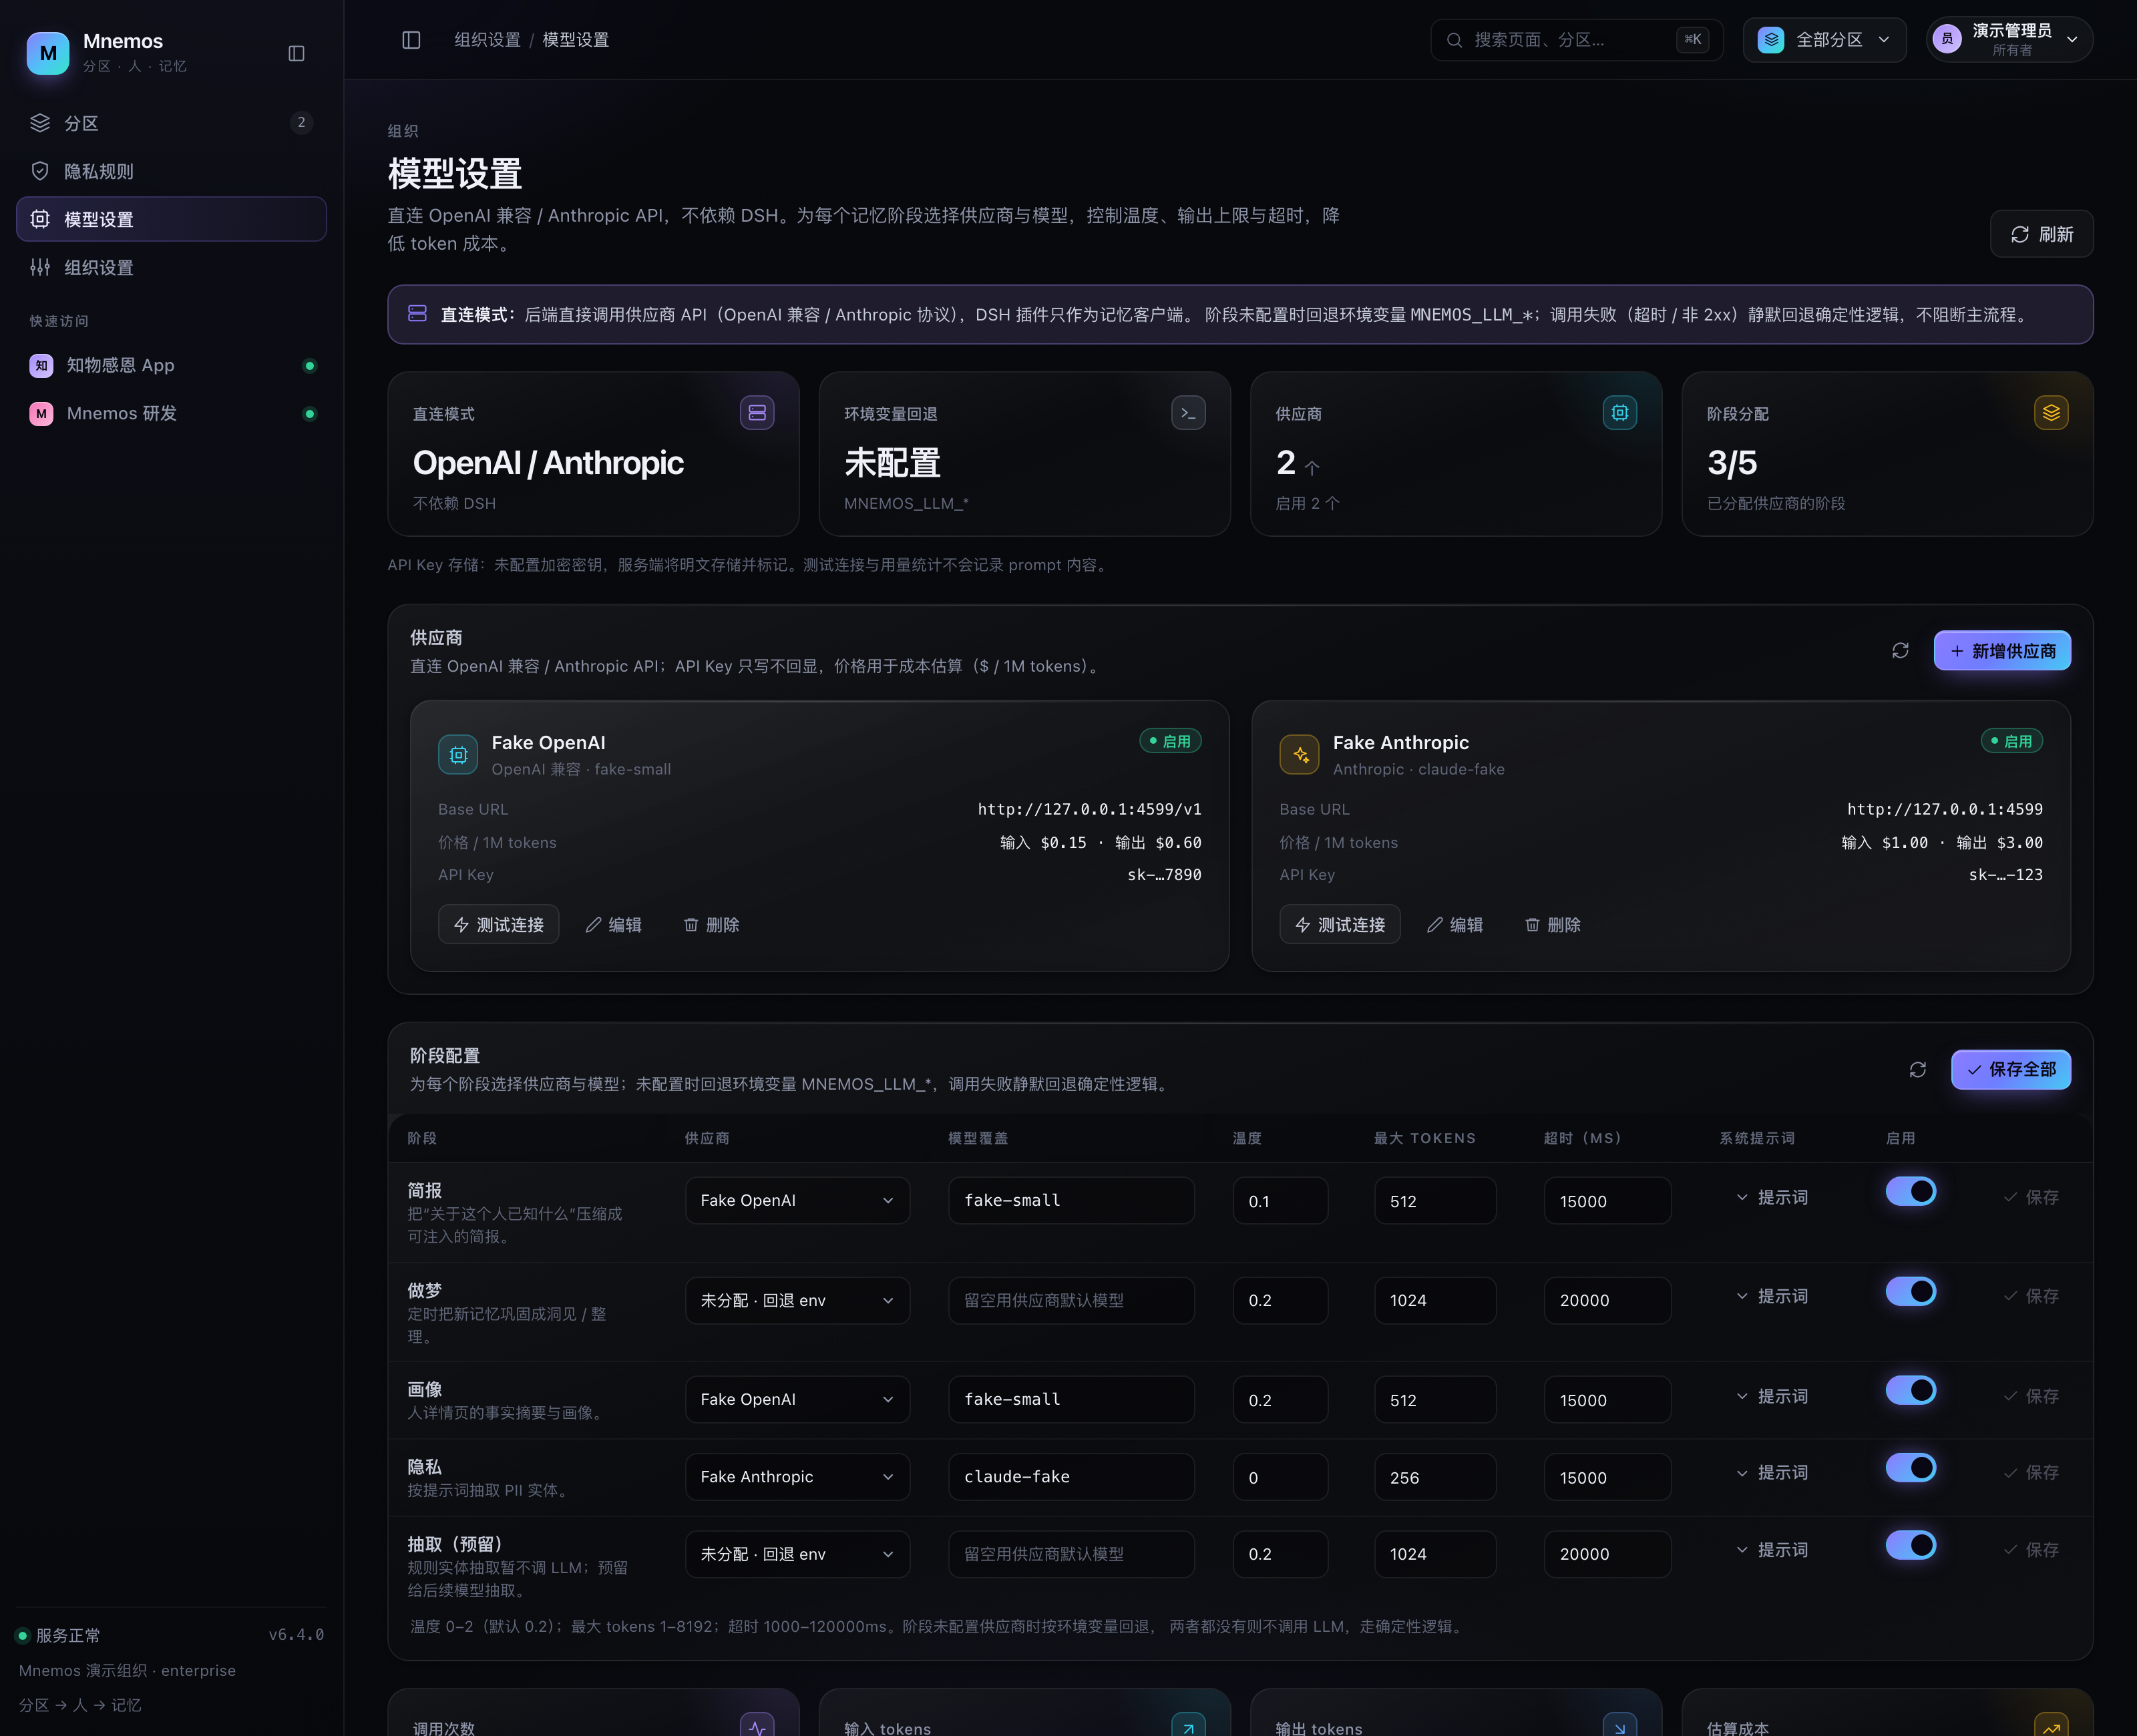 M
Mnemos
分区 · 人 · 记忆
分区
2
隐私规则
模型设置
组织设置
快速访问
知 知物感恩 App
M Mnemos 研发
服务正常 v6.4.0
Mnemos 演示组织 · enterprise
分区 → 人 → 记忆
组织设置 / 模型设置
搜索页面、分区... ⌘K
全部分区
员
演示管理员
所有者
组织
模型设置
直连 OpenAI 兼容 / Anthropic API，不依赖 DSH。为每个记忆阶段选择供应商与模型，控制温度、输出上限与超时，降
低 token 成本。
刷新
直连模式：后端直接调用供应商 API（OpenAI 兼容 / Anthropic 协议），DSH 插件只作为记忆客户端。 阶段未配置时回退环境变量 MNEMOS_LLM_*；调用失败（超时 / 非 2xx）静默回退确定性逻辑，不阻断主流程。
直连模式
OpenAI / Anthropic
不依赖 DSH
环境变量回退
未配置
MNEMOS_LLM_*
供应商
2 个
启用 2 个
阶段分配
3/5
已分配供应商的阶段
API Key 存储：未配置加密密钥，服务端将明文存储并标记。测试连接与用量统计不会记录 prompt 内容。
供应商
直连 OpenAI 兼容 / Anthropic API；API Key 只写不回显，价格用于成本估算（$ / 1M tokens）。
新增供应商
Fake OpenAI
启用
OpenAI 兼容 · fake-small
Base URL http://127.0.0.1:4599/v1
价格 / 1M tokens 输入 $0.15 · 输出 $0.60
API Key sk-…7890
测试连接 编辑 删除
Fake Anthropic
启用
Anthropic · claude-fake
Base URL http://127.0.0.1:4599
价格 / 1M tokens 输入 $1.00 · 输出 $3.00
API Key sk-…-123
测试连接 编辑 删除
阶段配置
为每个阶段选择供应商与模型；未配置时回退环境变量 MNEMOS_LLM_*，调用失败静默回退确定性逻辑。
保存全部
阶段 供应商 模型覆盖 温度 最大 TOKENS 超时（MS） 系统提示词 启用
简报
把“关于这个人已知什么”压缩成
可注入的简报。
Fake OpenAI fake-small 0.1 512 15000 提示词 保存
做梦
定时把新记忆巩固成洞见 / 整
理。
未分配 · 回退 env 留空用供应商默认模型 0.2 1024 20000 提示词 保存
画像
人详情页的事实摘要与画像。
Fake OpenAI fake-small 0.2 512 15000 提示词 保存
隐私
按提示词抽取 PII 实体。
Fake Anthropic claude-fake 0 256 15000 提示词 保存
抽取（预留）
规则实体抽取暂不调 LLM；预留
给后续模型抽取。
未分配 · 回退 env 留空用供应商默认模型 0.2 1024 20000 提示词 保存
温度 0–2（默认 0.2）；最大 tokens 1–8192；超时 1000–120000ms。阶段未配置供应商时按环境变量回退， 两者都没有则不调用 LLM，走确定性逻辑。
调用次数
输入 tokens
输出 tokens
估算成本